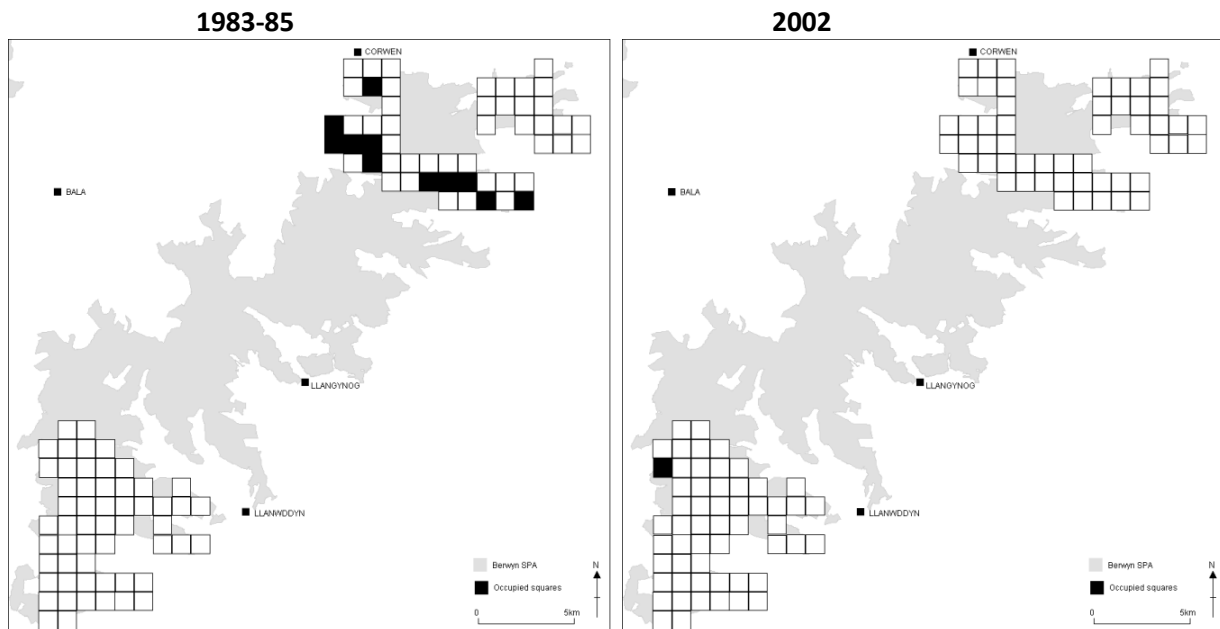 1983-85
2002
CORWEN
BALA
LLANGYNOG
LLANWDDYN
Berwyn SPA
Occupied squares
N
0 5km
CORWEN
BALA
LLANGYNOG
LLANWDDYN
Berwyn SPA
Occupied squares
N
0 5km